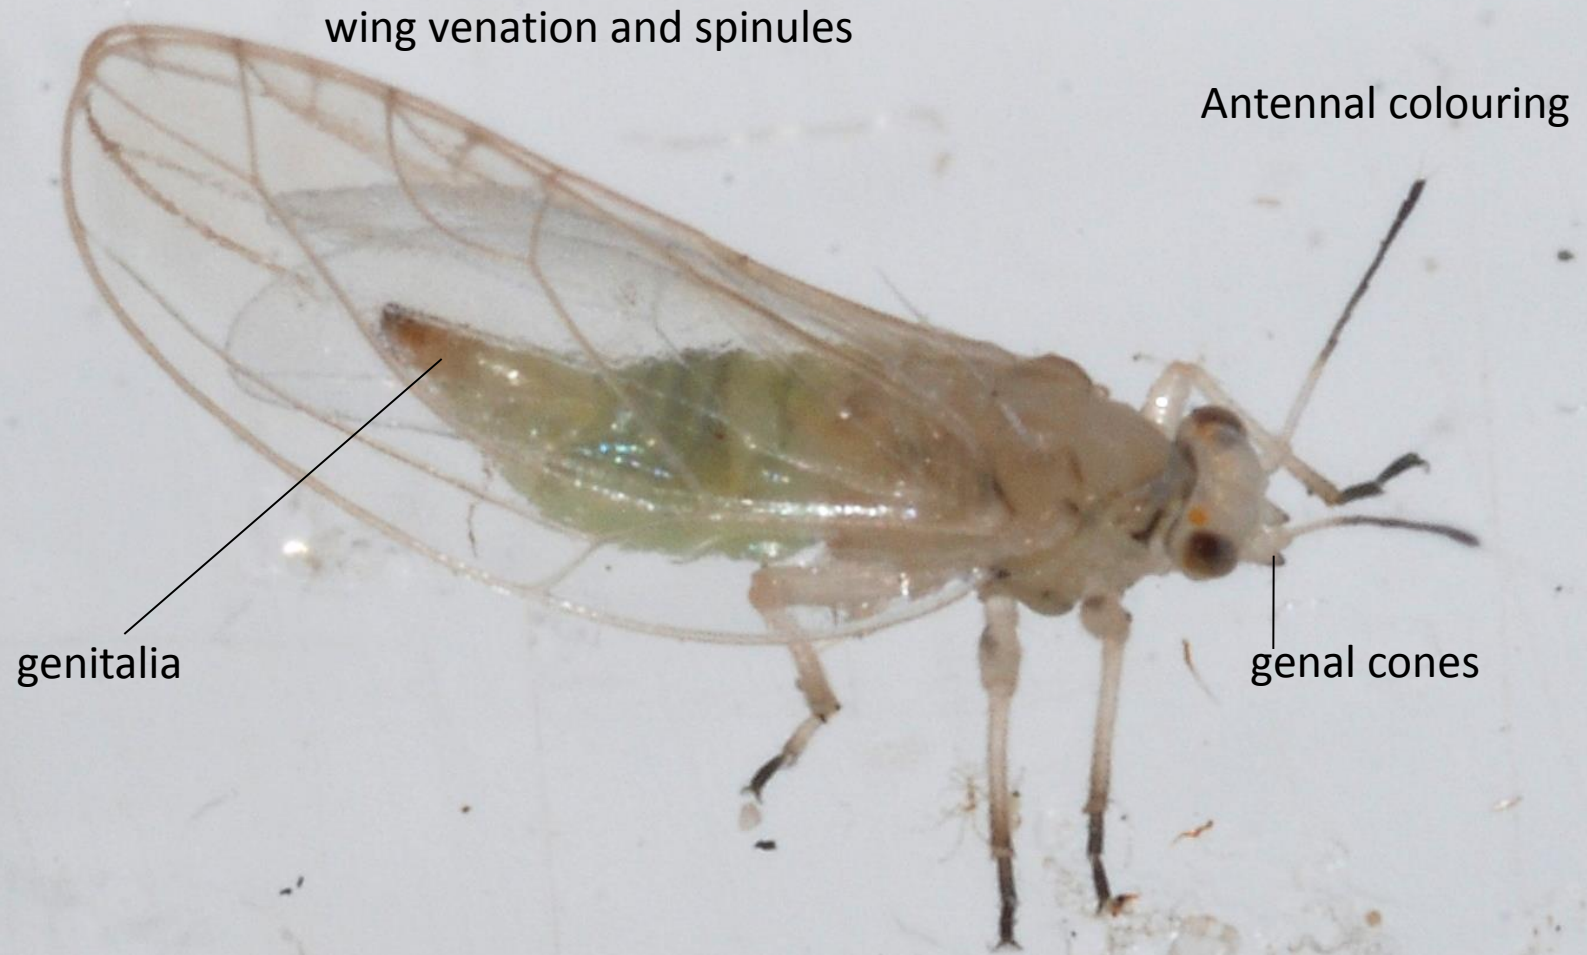 wing venation and spinules
Antennal colouring
genitalia
genal cones